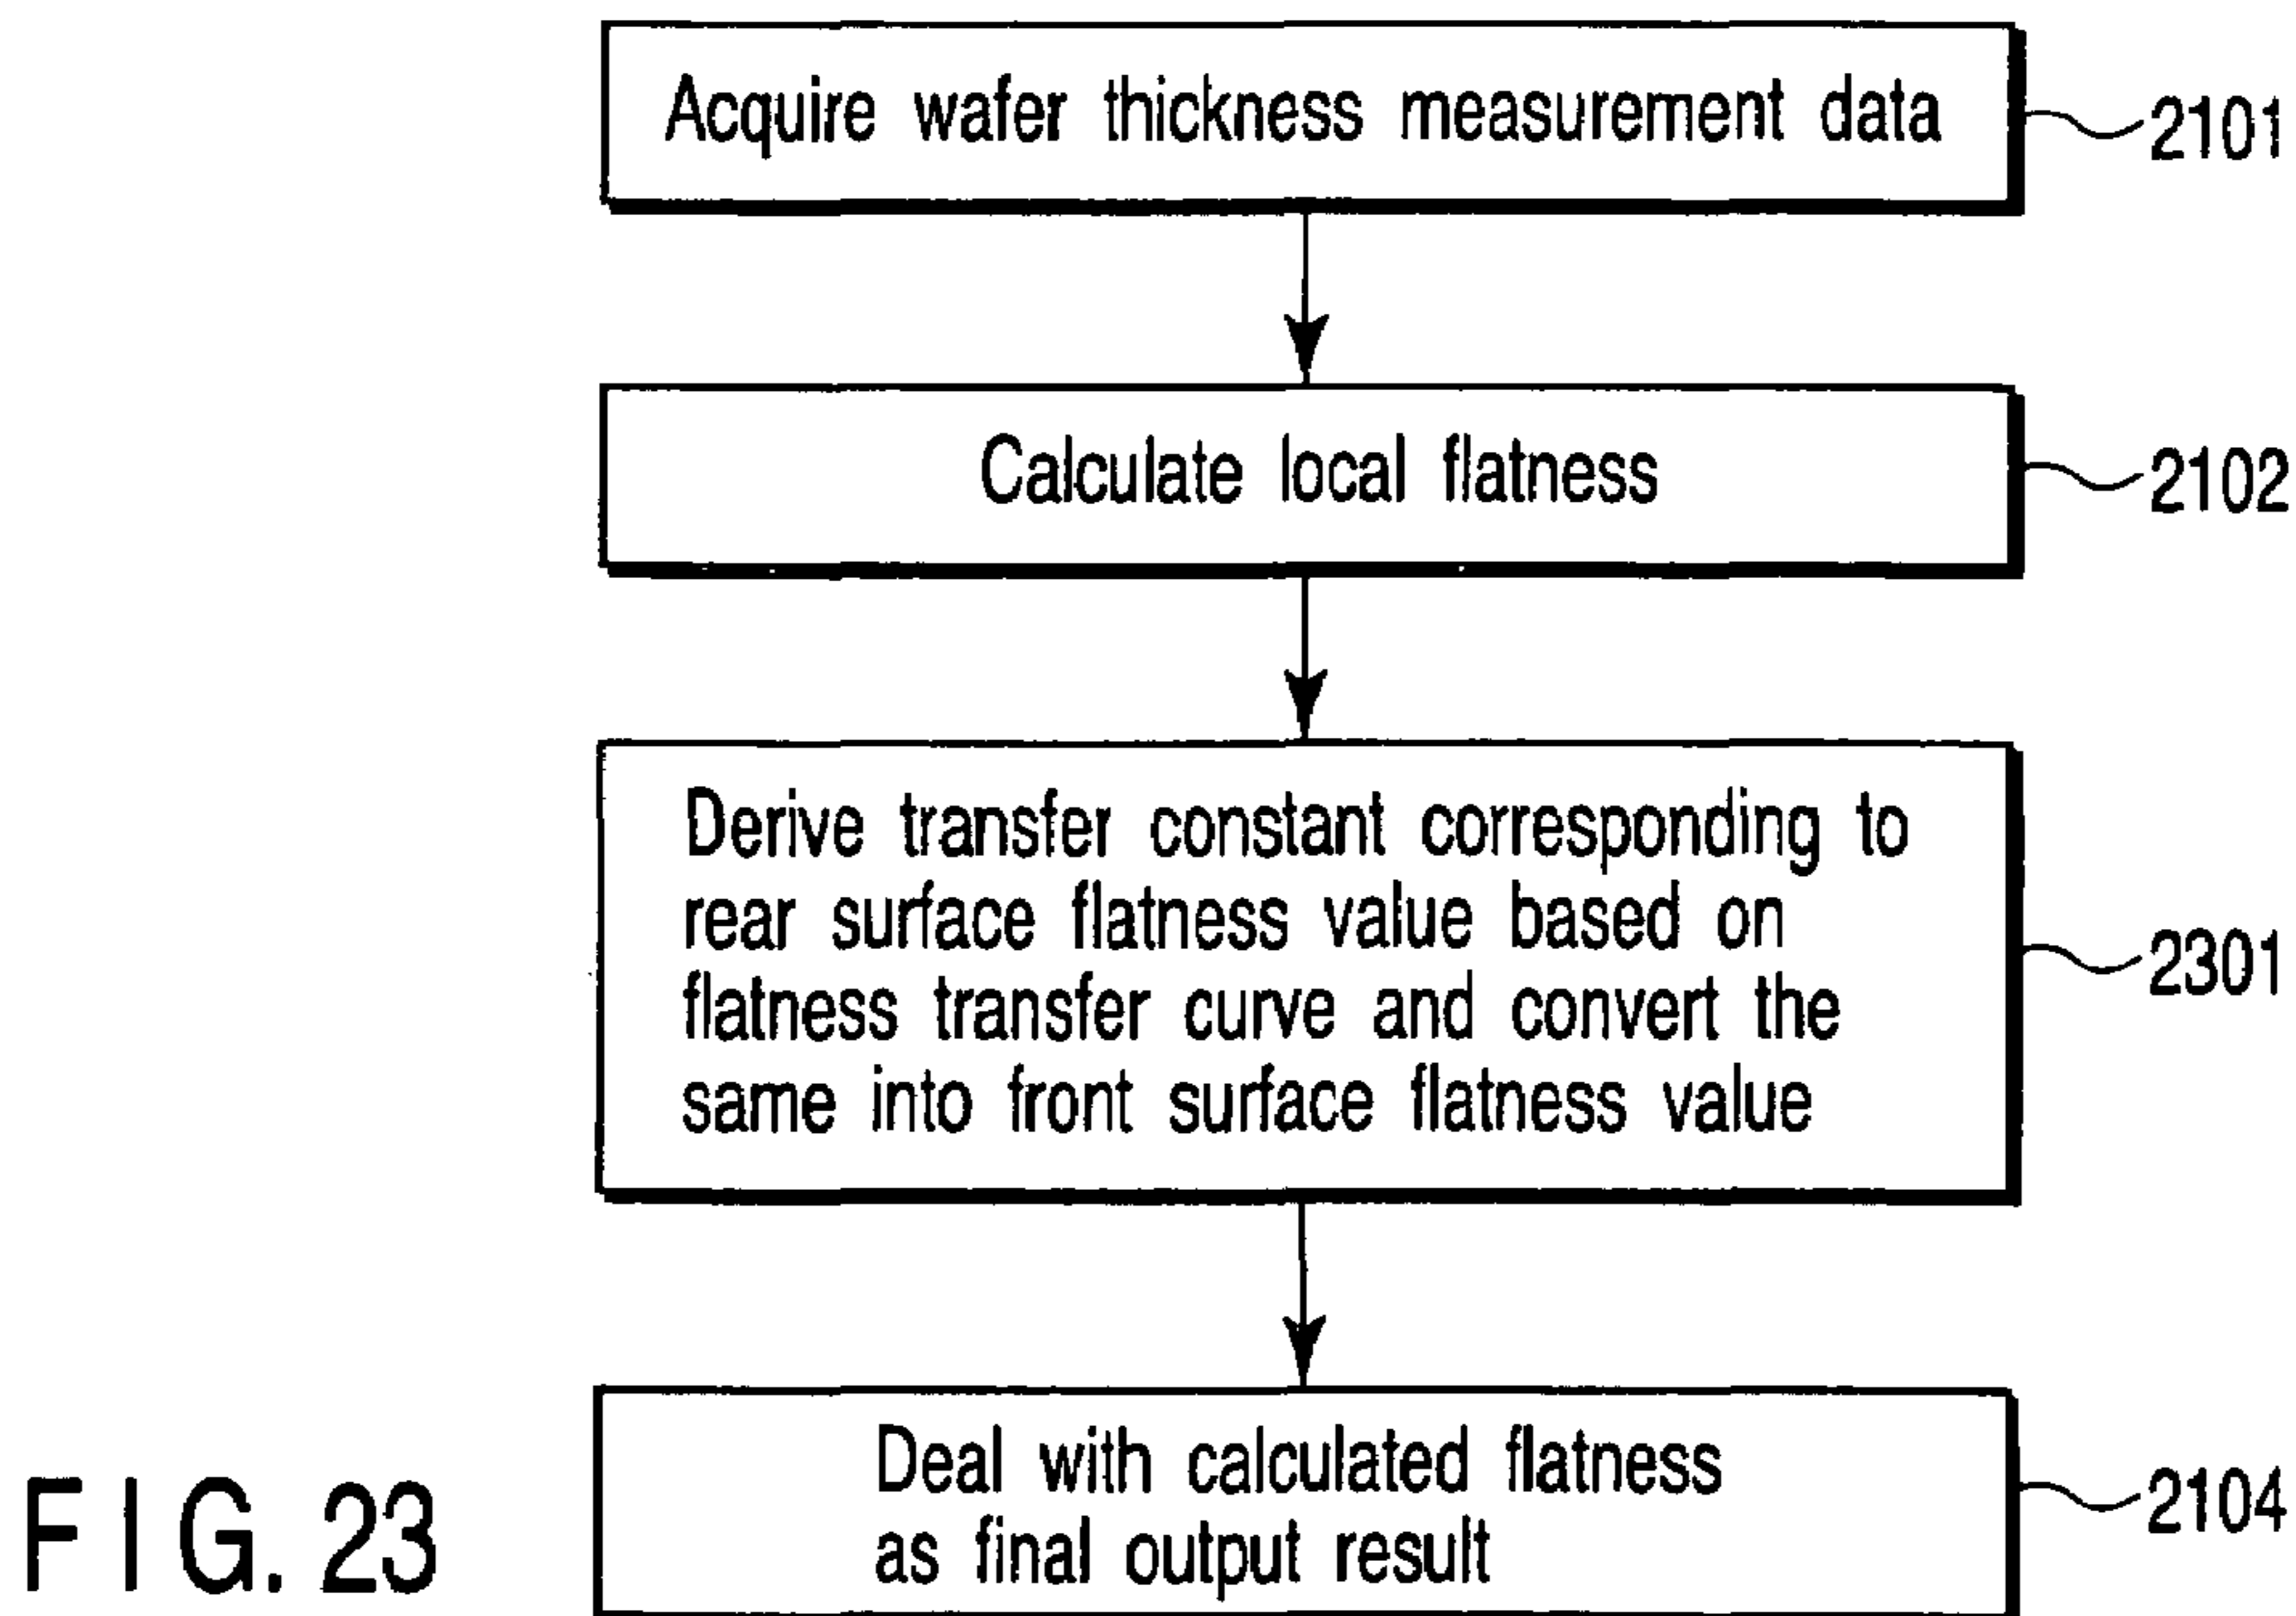 Acquire wafer thickness measurement data
2101
Calculate local flatness
2102
Derive transfer constant corresponding to
rear surface flatness value based on
flatness transfer curve and convert the
same into front surface flatness value
2301
Deal with calculated flatness
as final output result
2104
FIG. 23